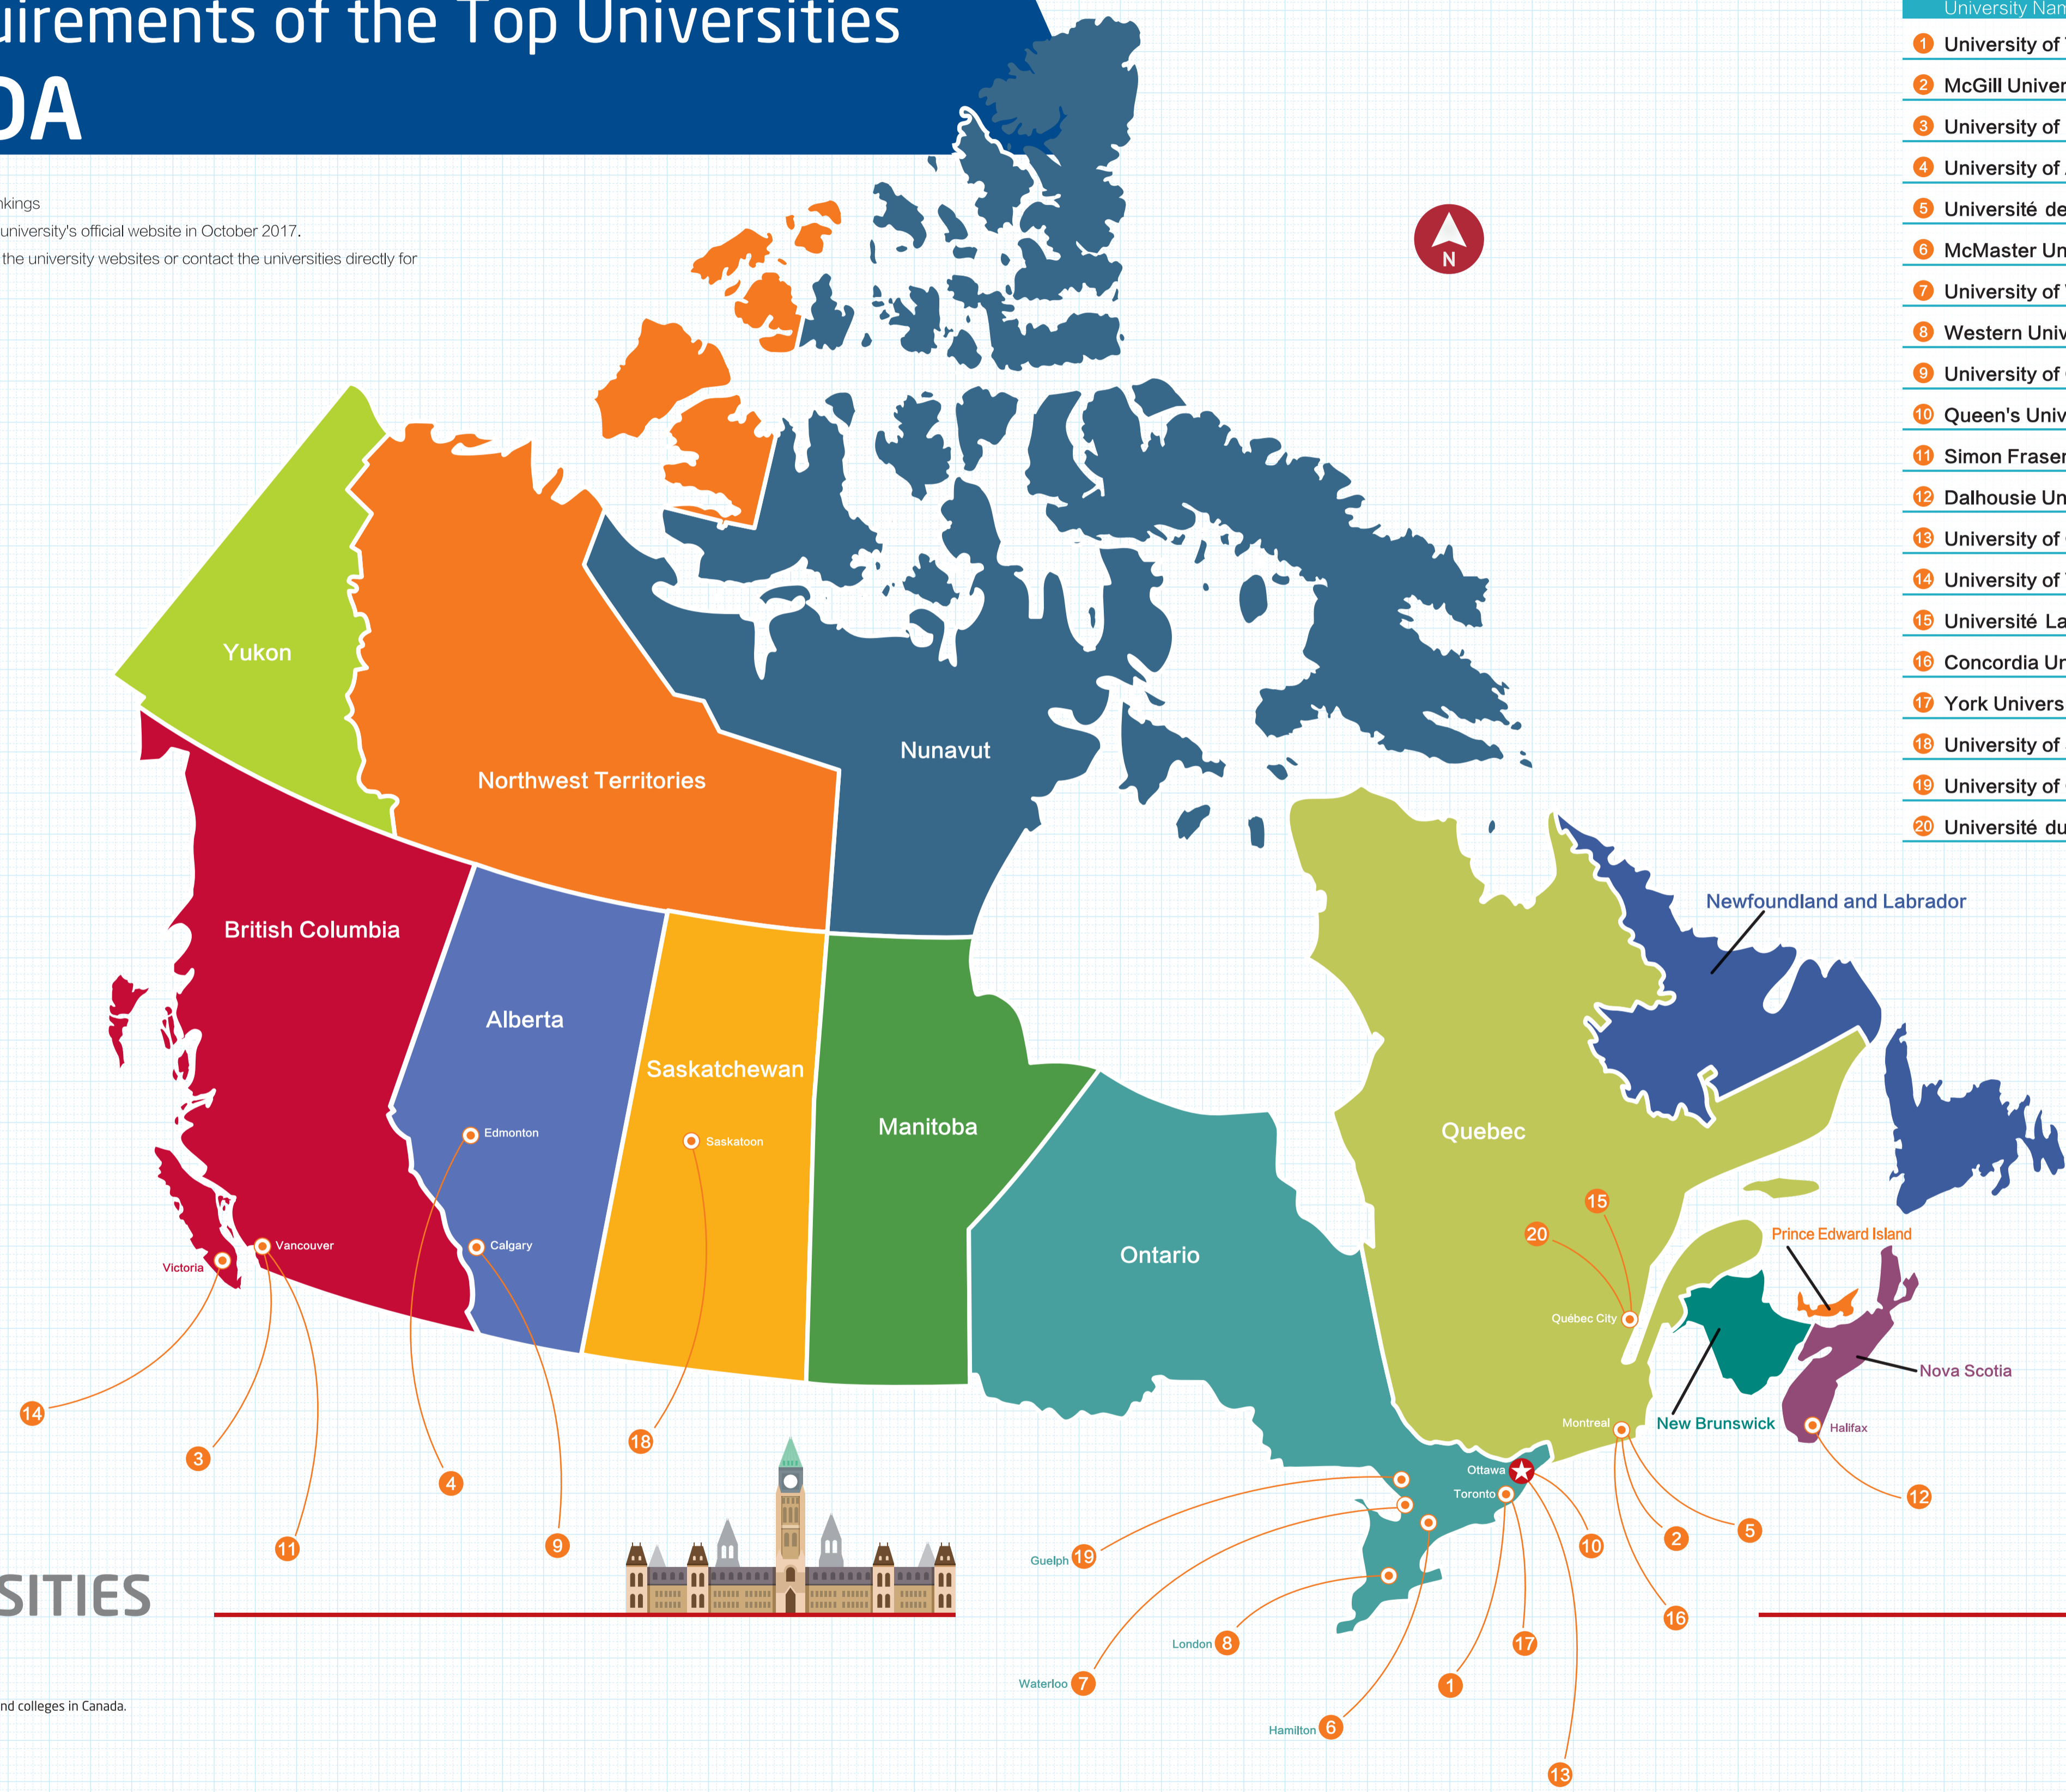 uirements of the Top Universities
DA
nkings
university's official website in October 2017.
the university websites or contact the universities directly for
N
University Nam
1 University of
2 McGill Univer
3 University of
4 University of
5 Université de
6 McMaster Un
7 University of
8 Western Univ
9 University of
10 Queen's Univ
11 Simon Fraser
12 Dalhousie Un
13 University of
14 University of
15 Université La
16 Concordia Un
17 York Univers
18 University of
19 University of
20 Université du
Yukon
Northwest Territories
Nunavut
British Columbia
Newfoundland and Labrador
Alberta
Saskatchewan
Manitoba
Quebec
Edmonton
Saskatoon
15
20
Prince Edward Island
Vancouver
Calgary
Ontario
Victoria
Québec City
Nova Scotia
14
New Brunswick
Montreal
Halifax
3
18
4
Ottawa
Toronto
12
11
9
Guelph 19
10
2
5
SITIES
16
London 8
17
Waterloo 7
1
nd colleges in Canada.
Hamilton 6
13